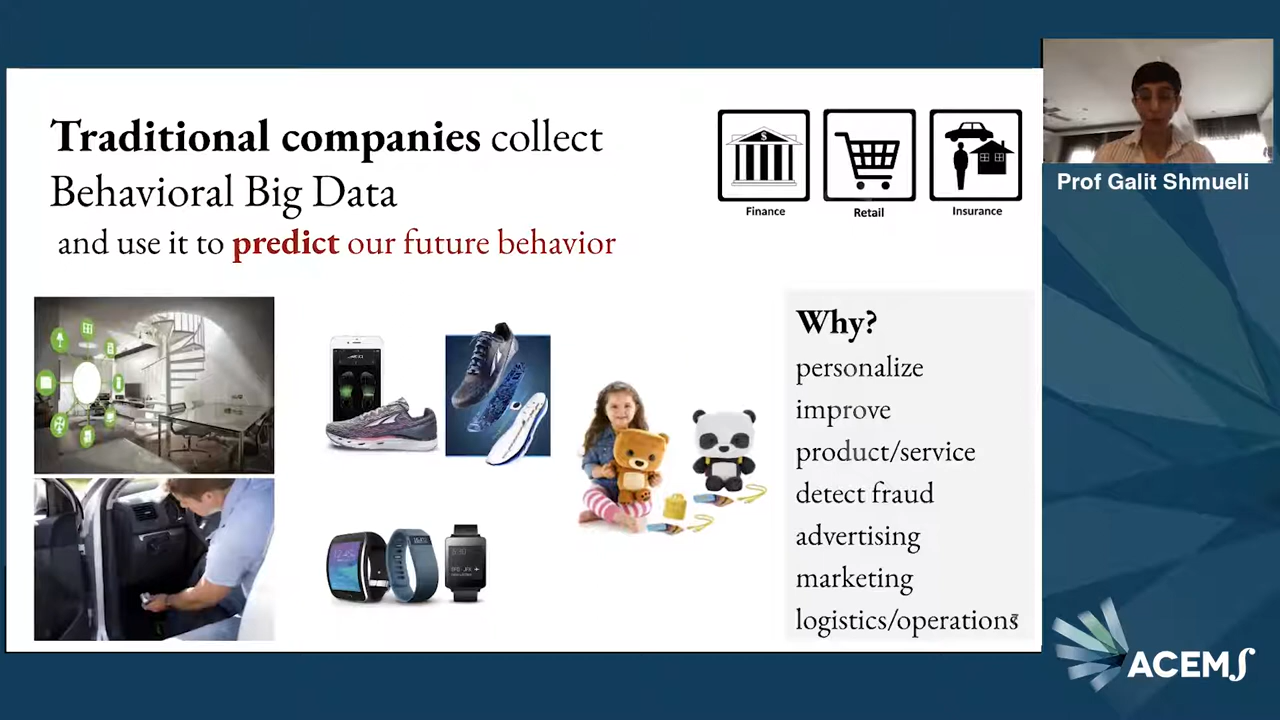 Traditional companies collect
Behavioral Big Data
and use it to predict our future behavior
Finance
Retail
Insurance
Prof Galit Shmueli
Why?
personalize
improve
product/service
detect fraud
advertising
marketing
logistics/operations
ACEMS